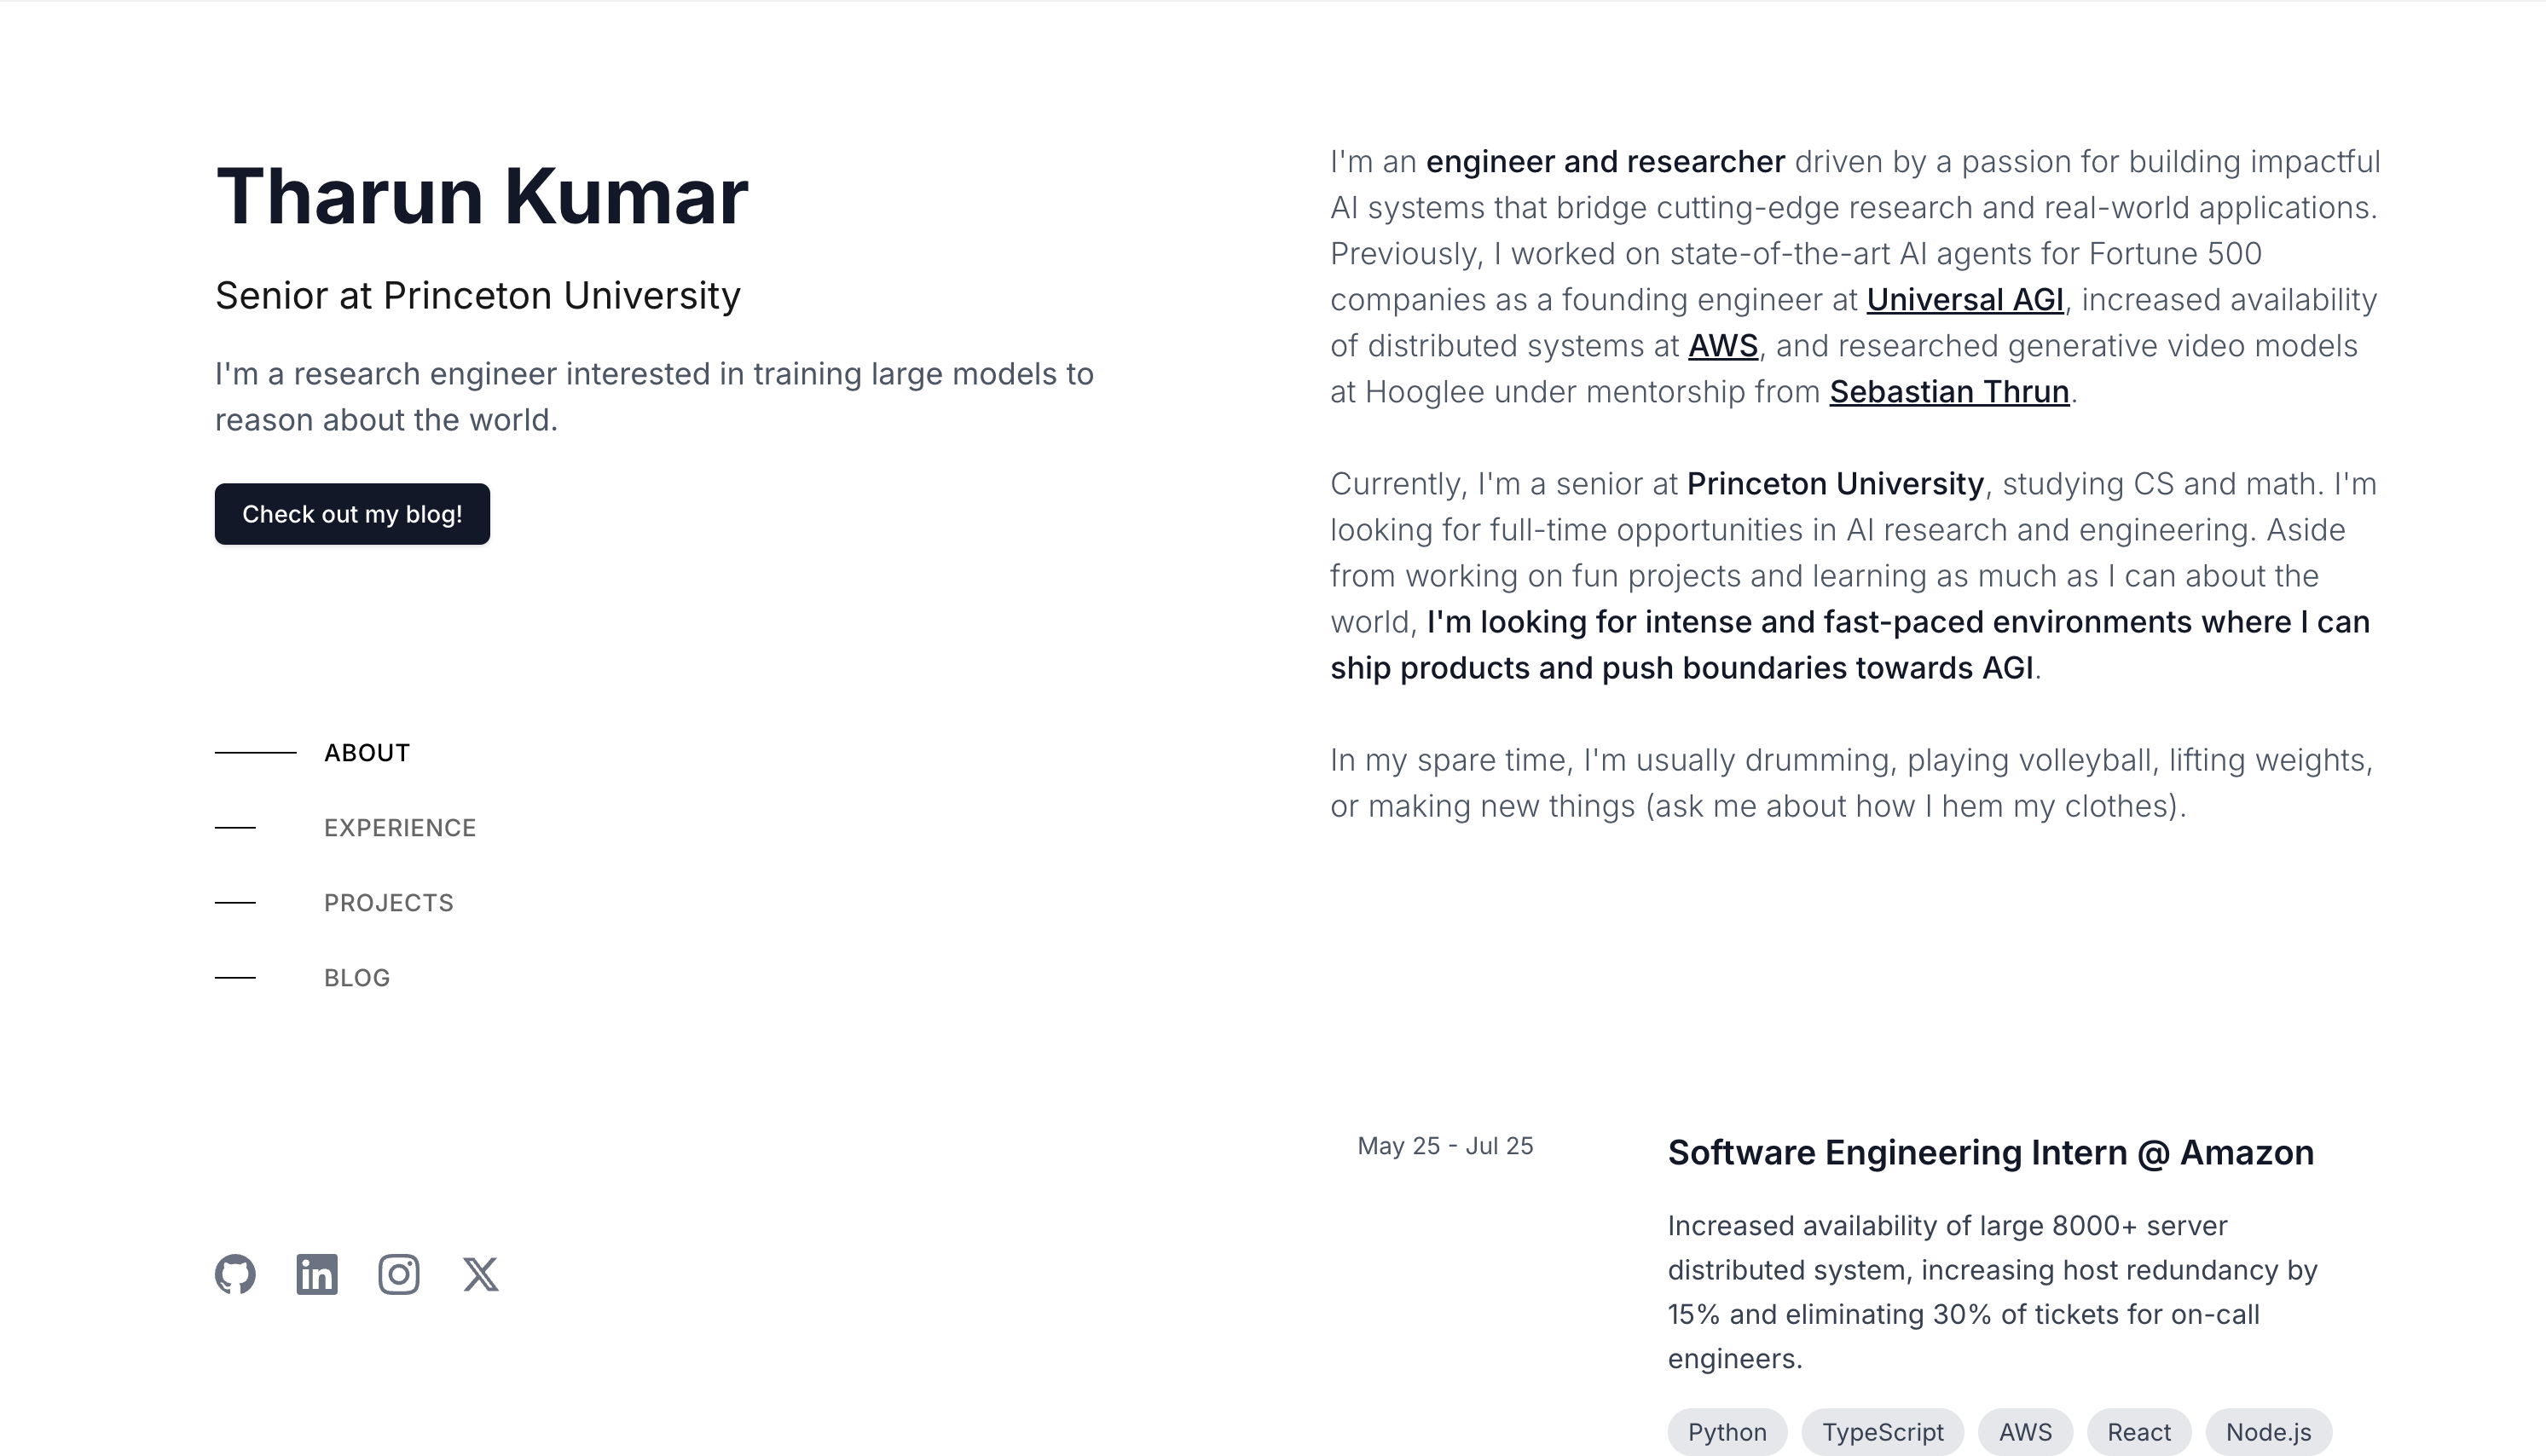 Tharun Kumar
Senior at Princeton University
I'm a research engineer interested in training large models to
reason about the world.
Check out my blog!
ABOUT
EXPERIENCE
PROJECTS
BLOG
I'm an engineer and researcher driven by a passion for building impactful
AI systems that bridge cutting-edge research and real-world applications.
Previously, I worked on state-of-the-art AI agents for Fortune 500
companies as a founding engineer at Universal AGI, increased availability
of distributed systems at AWS, and researched generative video models
at Hooglee under mentorship from Sebastian Thrun.
Currently, I'm a senior at Princeton University, studying CS and math. I'm
looking for full-time opportunities in AI research and engineering. Aside
from working on fun projects and learning as much as I can about the
world, I'm looking for intense and fast-paced environments where I can
ship products and push boundaries towards AGI.
In my spare time, I'm usually drumming, playing volleyball, lifting weights,
or making new things (ask me about how I hem my clothes).
May 25 - Jul 25
Software Engineering Intern @ Amazon
Increased availability of large 8000+ server
distributed system, increasing host redundancy by
15% and eliminating 30% of tickets for on-call
engineers.
Python TypeScript AWS React Node.js